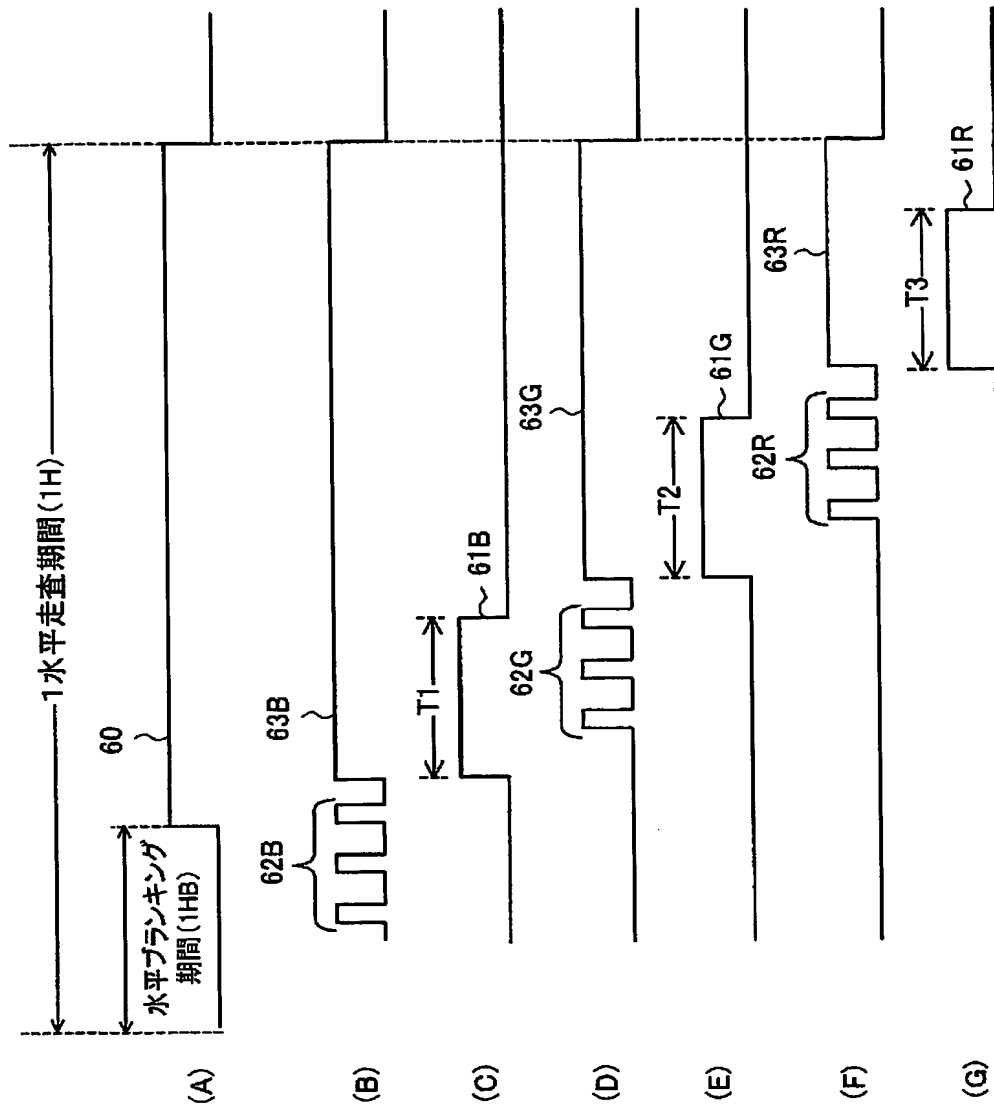 1水平走査期間(1H)
水平ブランキング
期間(1HB)
60
(A)
62B
63B
(B)
T1
61B
(C)
62G
63G
(D)
T2
61G
(E)
62R
63R
(F)
T3
61R
(G)